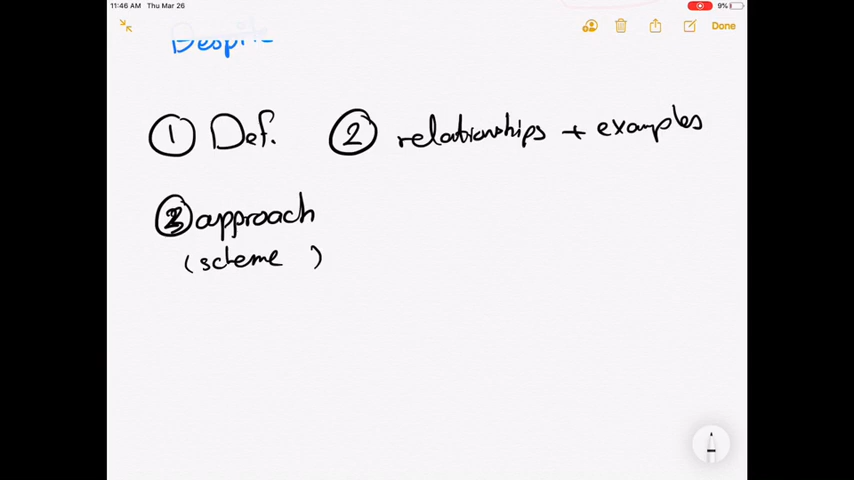 11:46 AM Thu Mar 26
9%
Done
Despite
1 Def. 2 relationships + examples
3 approach
(scheme )